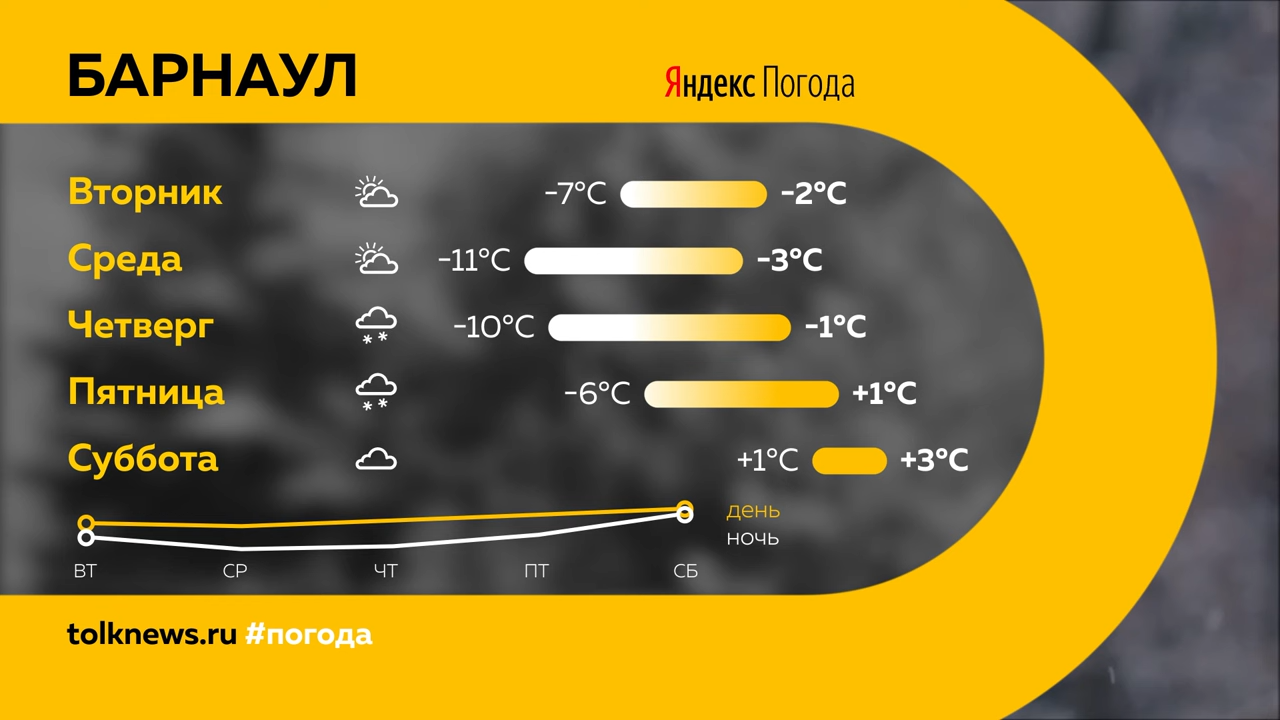 БАРНАУЛ
Яндекс Погода
Вторник -7°C -2°C
Среда -11°C -3°C
Четверг -10°C -1°C
Пятница -6°C +1°C
Суббота +1°C +3°C
день
ночь
ВТ СР ЧТ ПТ СБ
tolknews.ru #погода